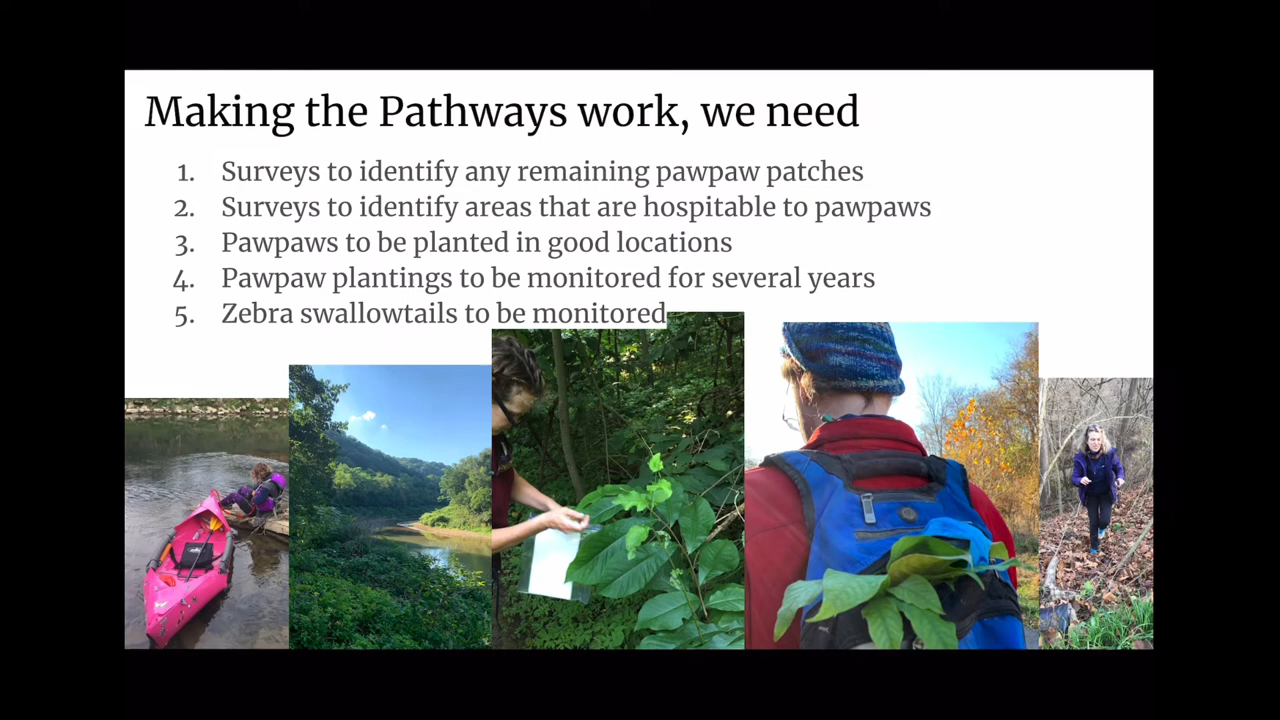 Making the Pathways work, we need
1. Surveys to identify any remaining pawpaw patches
2. Surveys to identify areas that are hospitable to pawpaws
3. Pawpaws to be planted in good locations
4. Pawpaw plantings to be monitored for several years
5. Zebra swallowtails to be monitored